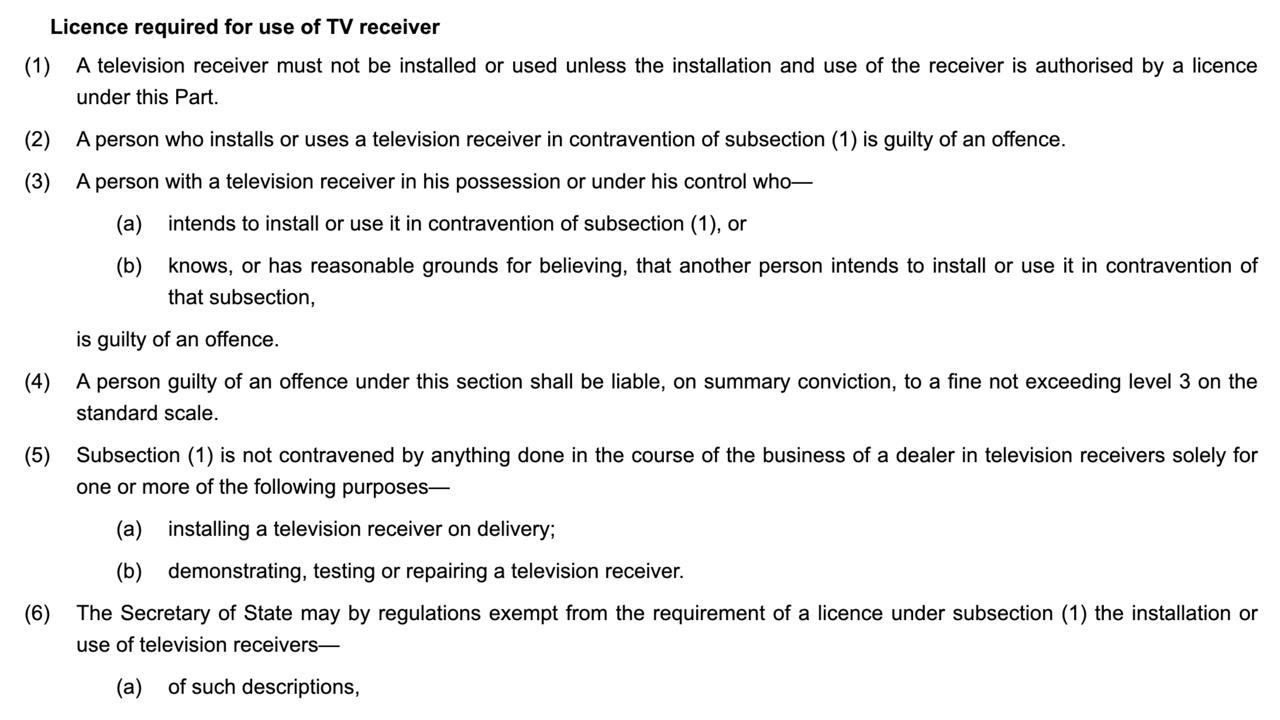 Licence required for use of TV receiver
(1) A television receiver must not be installed or used unless the installation and use of the receiver is authorised by a licence
under this Part.
(2) A person who installs or uses a television receiver in contravention of subsection (1) is guilty of an offence.
(3) A person with a television receiver in his possession or under his control who—
(a) intends to install or use it in contravention of subsection (1), or
(b) knows, or has reasonable grounds for believing, that another person intends to install or use it in contravention of
that subsection,
is guilty of an offence.
(4) A person guilty of an offence under this section shall be liable, on summary conviction, to a fine not exceeding level 3 on the
standard scale.
(5) Subsection (1) is not contravened by anything done in the course of the business of a dealer in television receivers solely for
one or more of the following purposes—
(a) installing a television receiver on delivery;
(b) demonstrating, testing or repairing a television receiver.
(6) The Secretary of State may by regulations exempt from the requirement of a licence under subsection (1) the installation or
use of television receivers—
(a) of such descriptions,